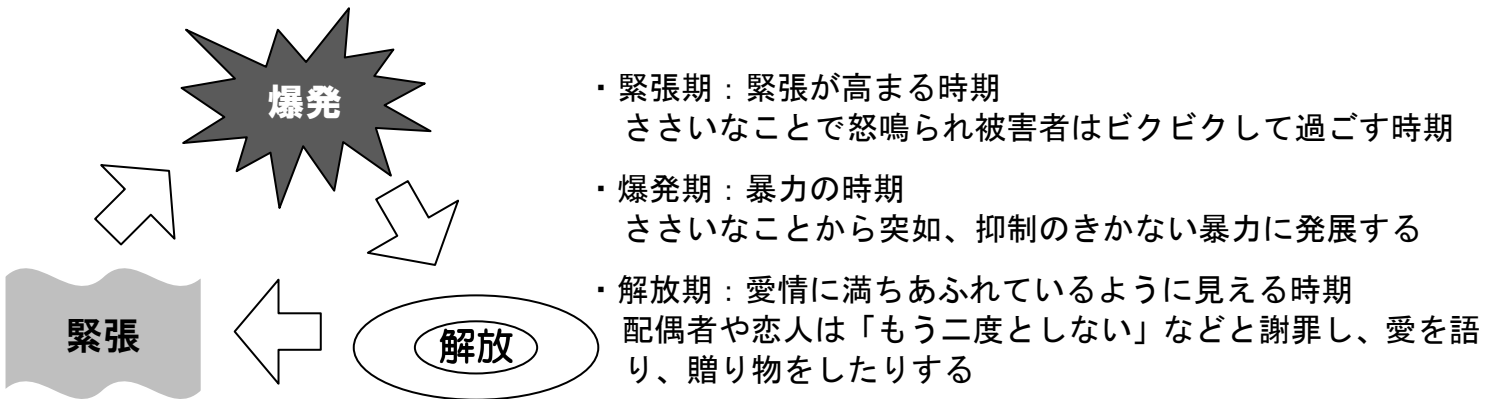 爆発
緊張
解放
・緊張期：緊張が高まる時期
ささいなことで怒鳴られ被害者はビクビクして過ごす時期
・爆発期：暴力の時期
ささいなことから突如、抑制のきかない暴力に発展する
・解放期：愛情に満ちあふれているように見える時期
配偶者や恋人は「もう二度としない」などと謝罪し、愛を語
り、贈り物をしたりする